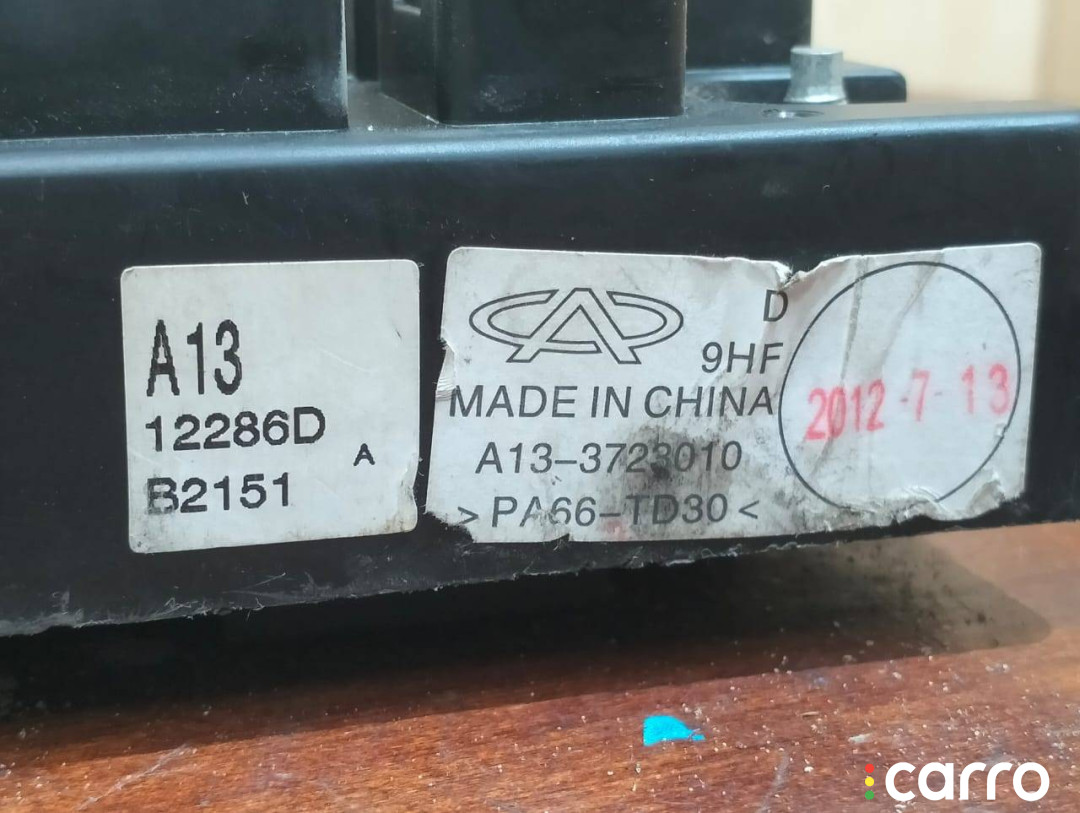 A13
12286D
A
B2151
D
9HF
MADE IN CHINA
A13-3723010
>PA66-TD30<
2012-7-13
carro